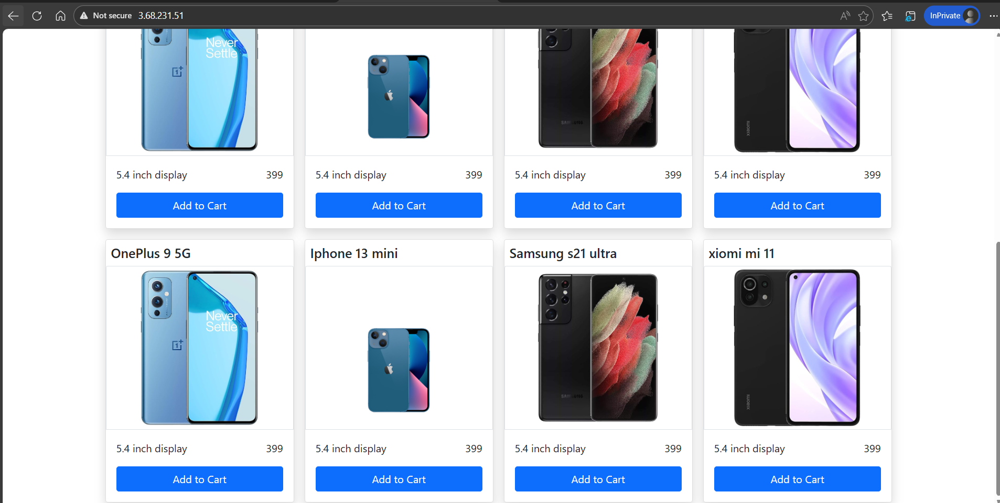 Not secure 3.68.231.51 InPrivate
Never
Settle
SAMSUNG
xiaomi
5.4 inch display 399 5.4 inch display 399 5.4 inch display 399 5.4 inch display 399
Add to Cart Add to Cart Add to Cart Add to Cart
OnePlus 9 5G Iphone 13 mini Samsung s21 ultra xiomi mi 11
Never
Settle
SAMSUNG
xiaomi
5.4 inch display 399 5.4 inch display 399 5.4 inch display 399 5.4 inch display 399
Add to Cart Add to Cart Add to Cart Add to Cart